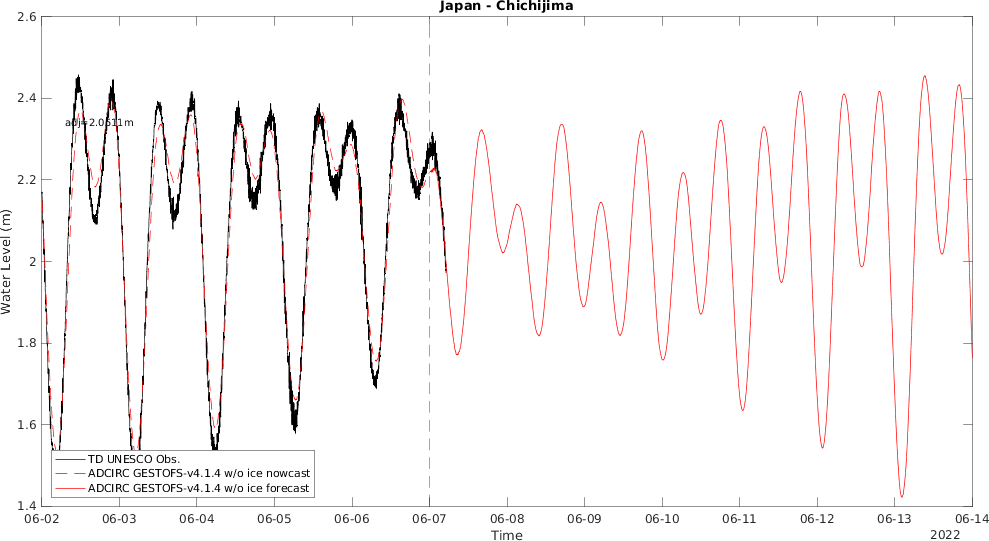 Japan - Chichijima
2.6
2.4
2.2
2
1.8
1.6
1.4
Water Level (m)
adj=2.0511m
TD UNESCO Obs.
ADCIRC GESTOFS-v4.1.4 w/o ice nowcast
ADCIRC GESTOFS-v4.1.4 w/o ice forecast
06-02 06-03 06-04 06-05 06-06 06-07 06-08 06-09 06-10 06-11 06-12 06-13 06-14
Time
2022